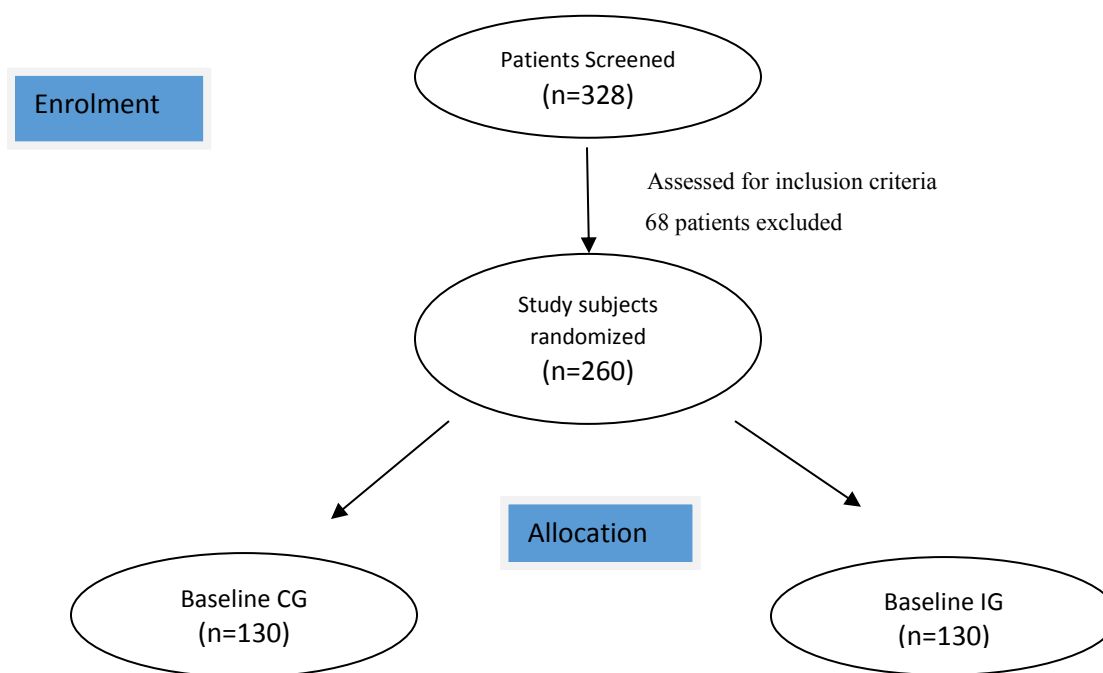 Patients Screened
(n=328)
Enrolment
Assessed for inclusion criteria
68 patients excluded
Study subjects
randomized
(n=260)
Allocation
Baseline CG
(n=130)
Baseline IG
(n=130)